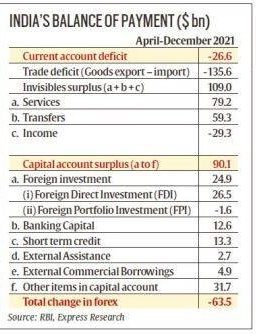 INDIA'S BALANCE OF PAYMENT ($ bn)
April-December 2021
Current account deficit -26.6
Trade deficit (Goods export – import) -135.6
Invisibles surplus (a+b+c) 109.0
a. Services 79.2
b. Transfers 59.3
c. Income -29.3
Capital account surplus (a to f) 90.1
a. Foreign investment 24.9
(i) Foreign Direct Investment (FDI) 26.5
(ii) Foreign Portfolio Investment (FPI) -1.6
b. Banking Capital 12.6
c. Short term credit 13.3
d. External Assistance 2.7
e. External Commercial Borrowings 4.9
f. Other items in capital account 31.7
Total change in forex -63.5
Source: RBI, Express Research